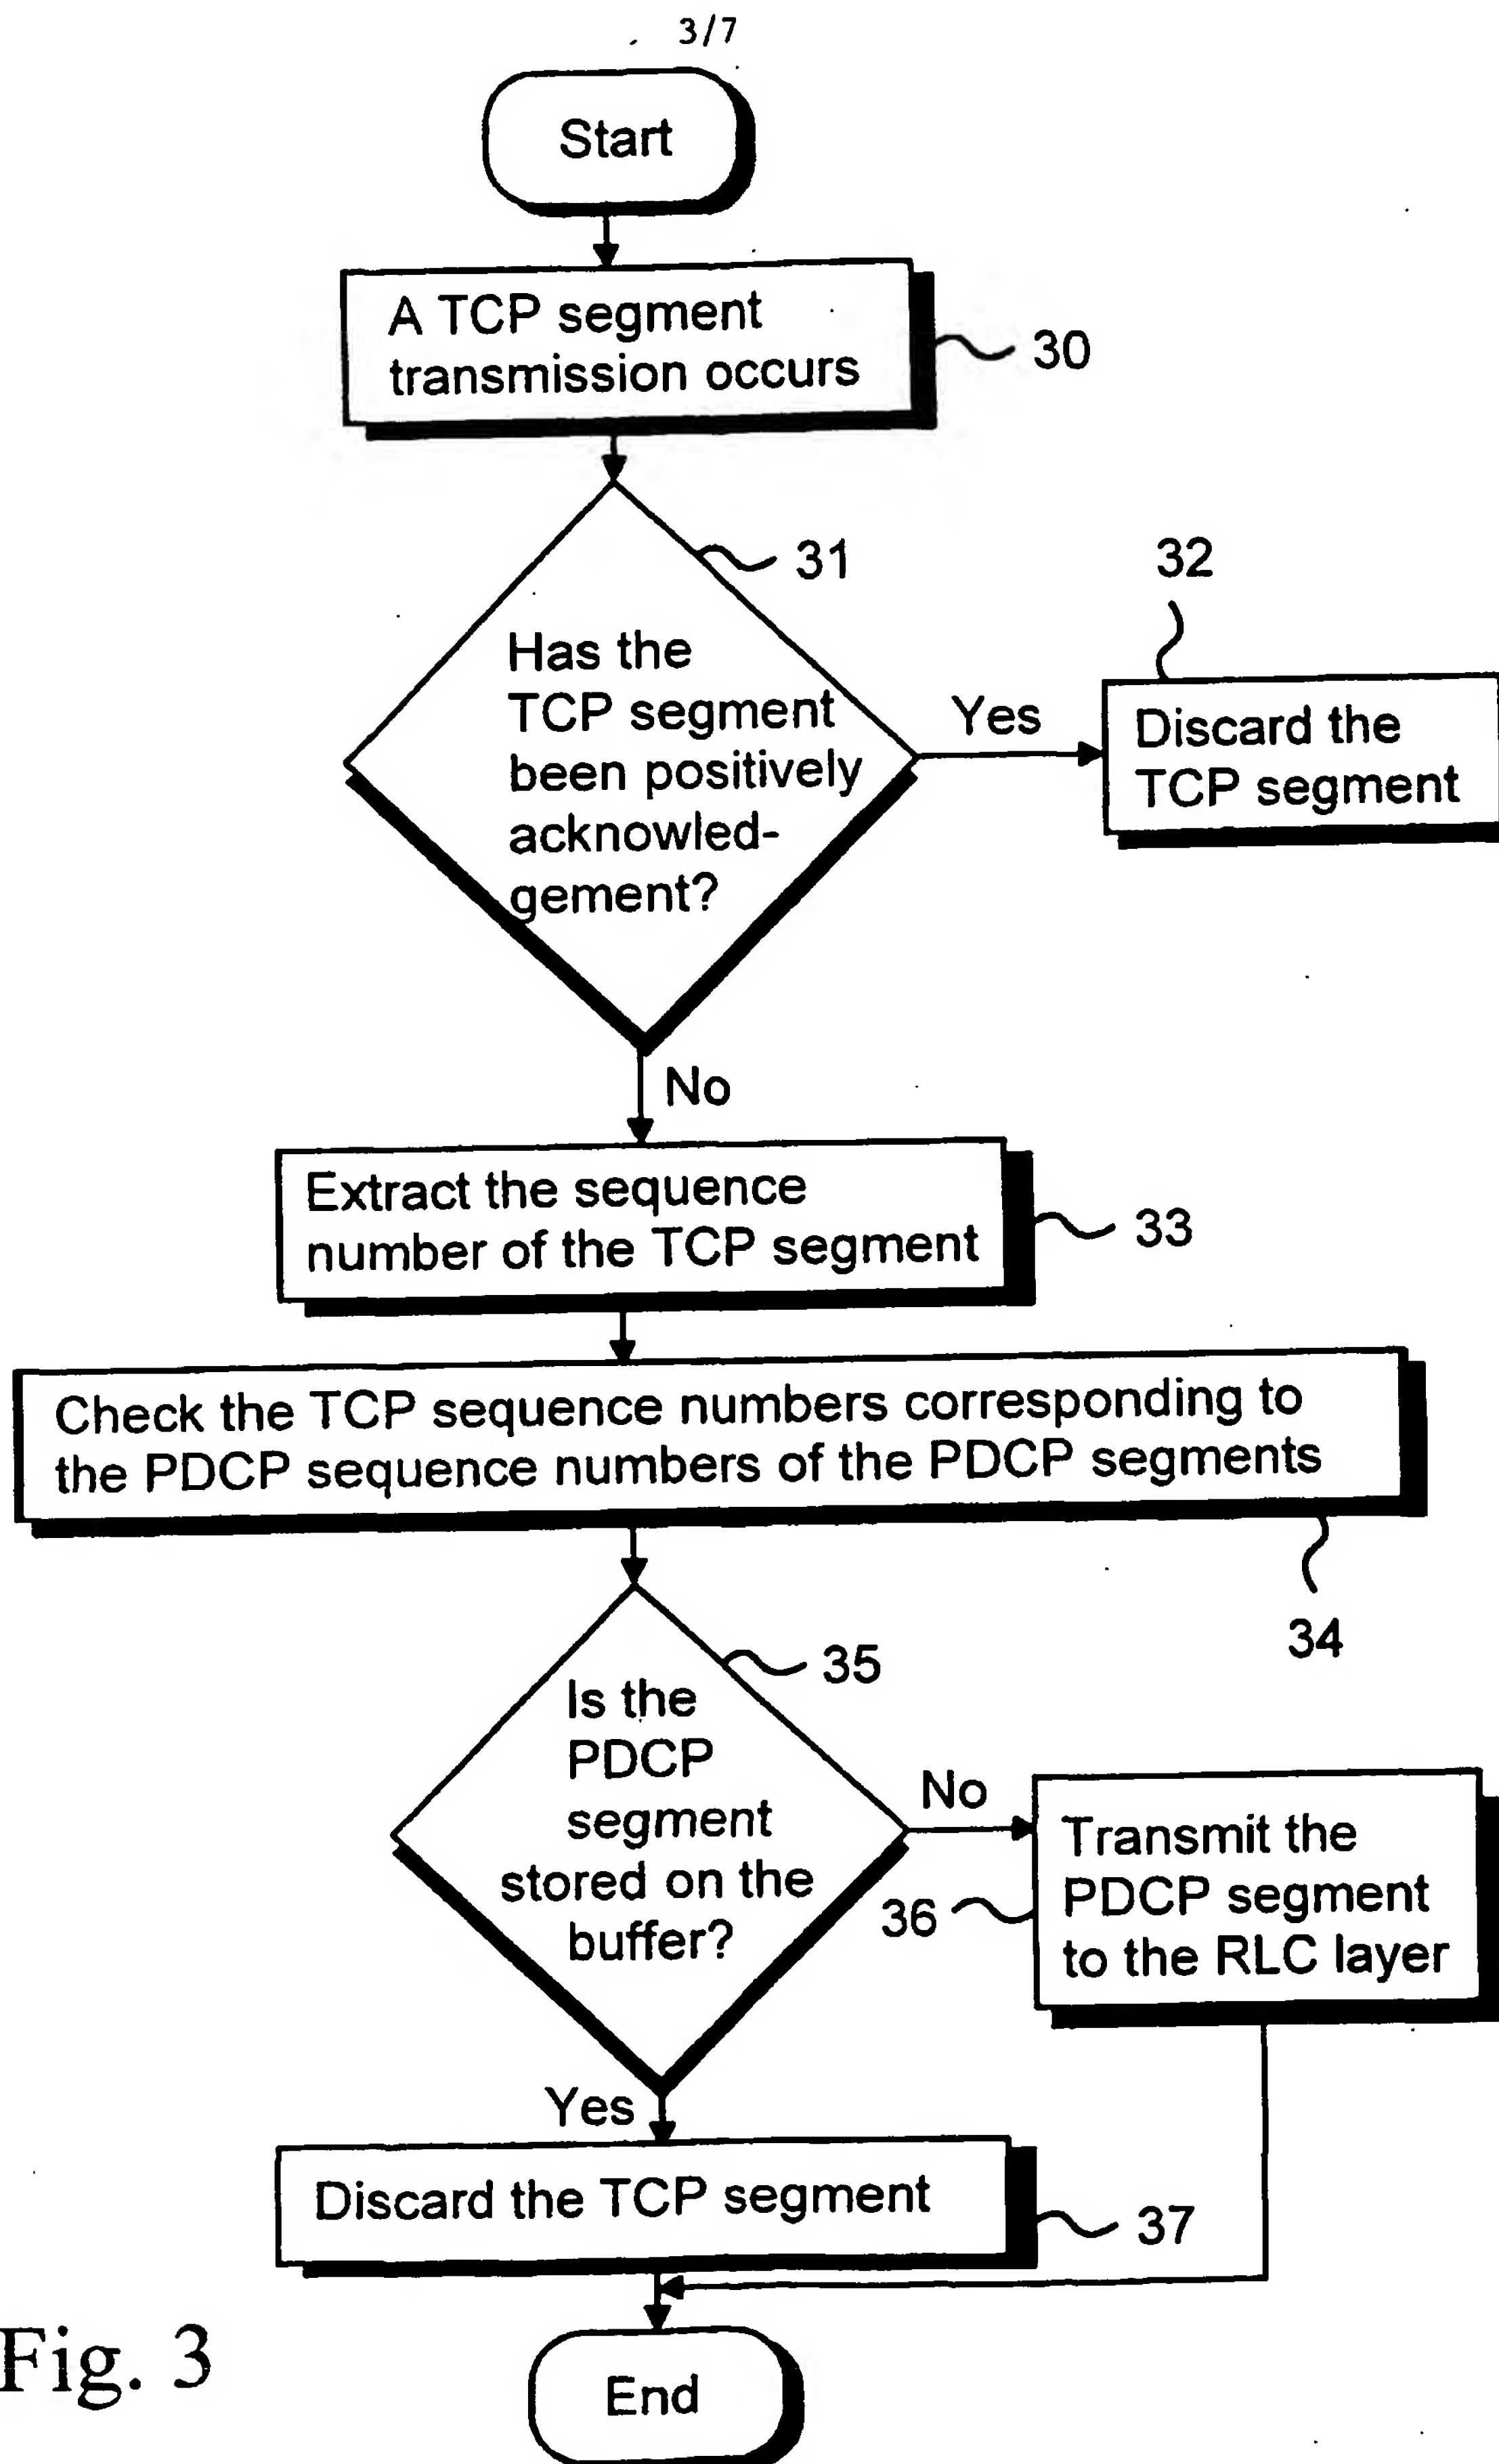 3/7
Start
A TCP segment
transmission occurs
30
31
32
Has the
TCP segment
been positively
acknowled-
gement?
Yes
Discard the
TCP segment
No
Extract the sequence
number of the TCP segment
33
Check the TCP sequence numbers corresponding to
the PDCP sequence numbers of the PDCP segments
34
35
Is the
PDCP
segment
stored on the
buffer?
No
36
Transmit the
PDCP segment
to the RLC layer
Yes
Discard the TCP segment
37
Fig. 3
End